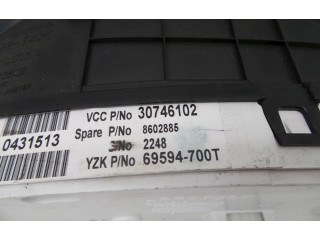 VCC P/No 30746102
0431513 Spare P/No 8602885
2248
YZK P/No 69594-700T